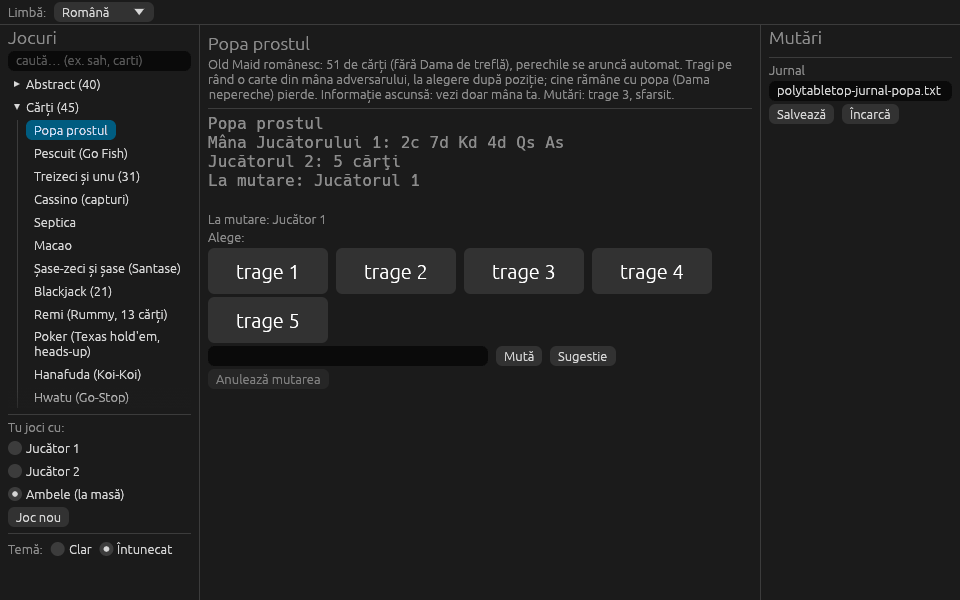 Limbă: Română
Jocuri
caută... (ex. sah, carti)
Abstract (40)
Cărți (45)
Popa prostul
Pescuit (Go Fish)
Treizeci și unu (31)
Cassino (capturi)
Septica
Macao
Șase-zeci și șase (Santase)
Blackjack (21)
Remi (Rummy, 13 cărți)
Poker (Texas hold'em,
heads-up)
Hanafuda (Koi-Koi)
Hwatu (Go-Stop)
Tu joci cu:
Jucător 1
Jucător 2
Ambele (la masă)
Joc nou
Temă: Clar Întunecat
Popa prostul
Old Maid românesc: 51 de cărți (fără Dama de treflă), perechile se aruncă automat. Tragi pe
rând o carte din mâna adversarului, la alegere după poziție; cine rămâne cu popa (Dama
nepereche) pierde. Informație ascunsă: vezi doar mâna ta. Mutări: trage 3, sfarsit.
Popa prostul
Mâna Jucătorului 1: 2c 7d Kd 4d Qs As
Jucătorul 2: 5 cărți
La mutare: Jucătorul 1
La mutare: Jucător 1
Alege:
trage 1 trage 2 trage 3 trage 4
trage 5
Mută Sugestie
Anulează mutarea
Mutări
Jurnal
polytabletop-jurnal-popa.txt
Salvează Încarcă